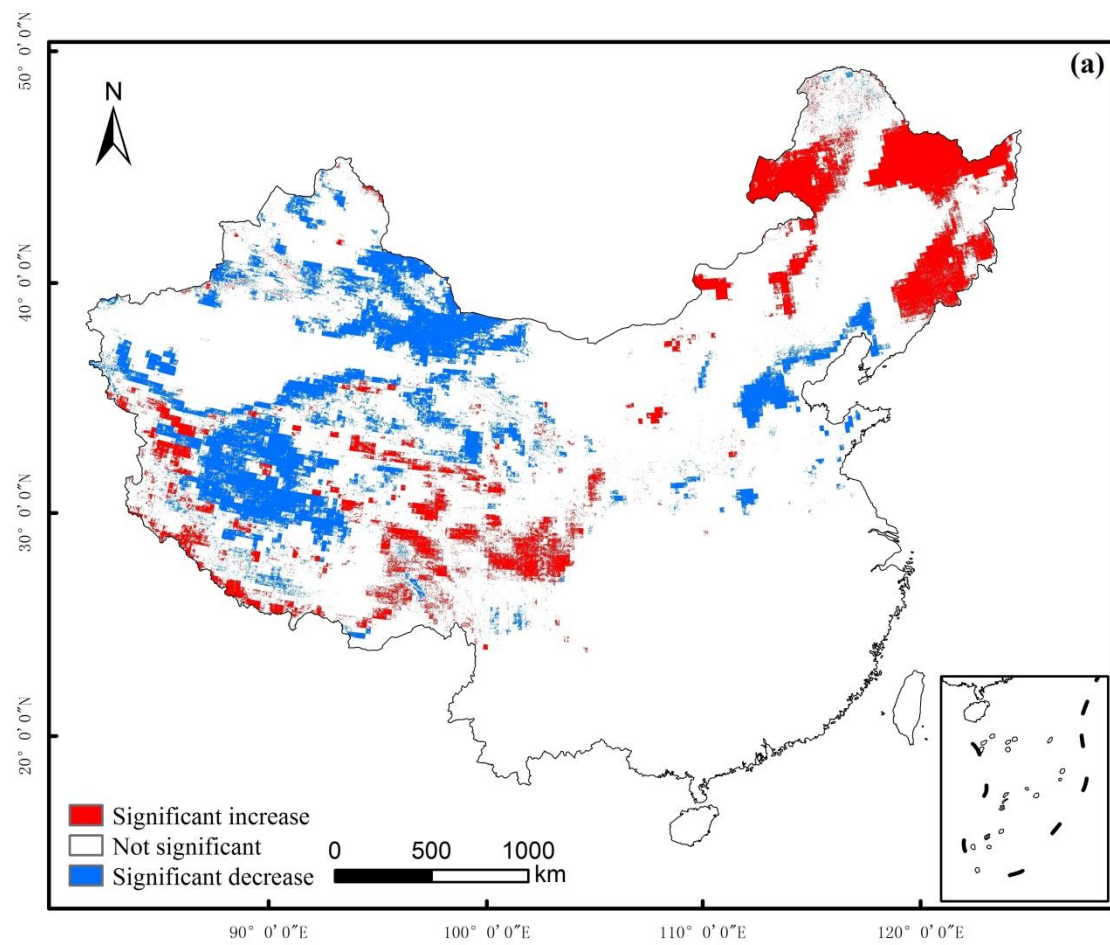 (a)
N
50° 0'0"N
40° 0'0"N
30° 0'0"N
20° 0'0"N
Significant increase
Not significant
Significant decrease
0 500 1000
km
90° 0'0"E 100° 0'0"E 110° 0'0"E 120° 0'0"E